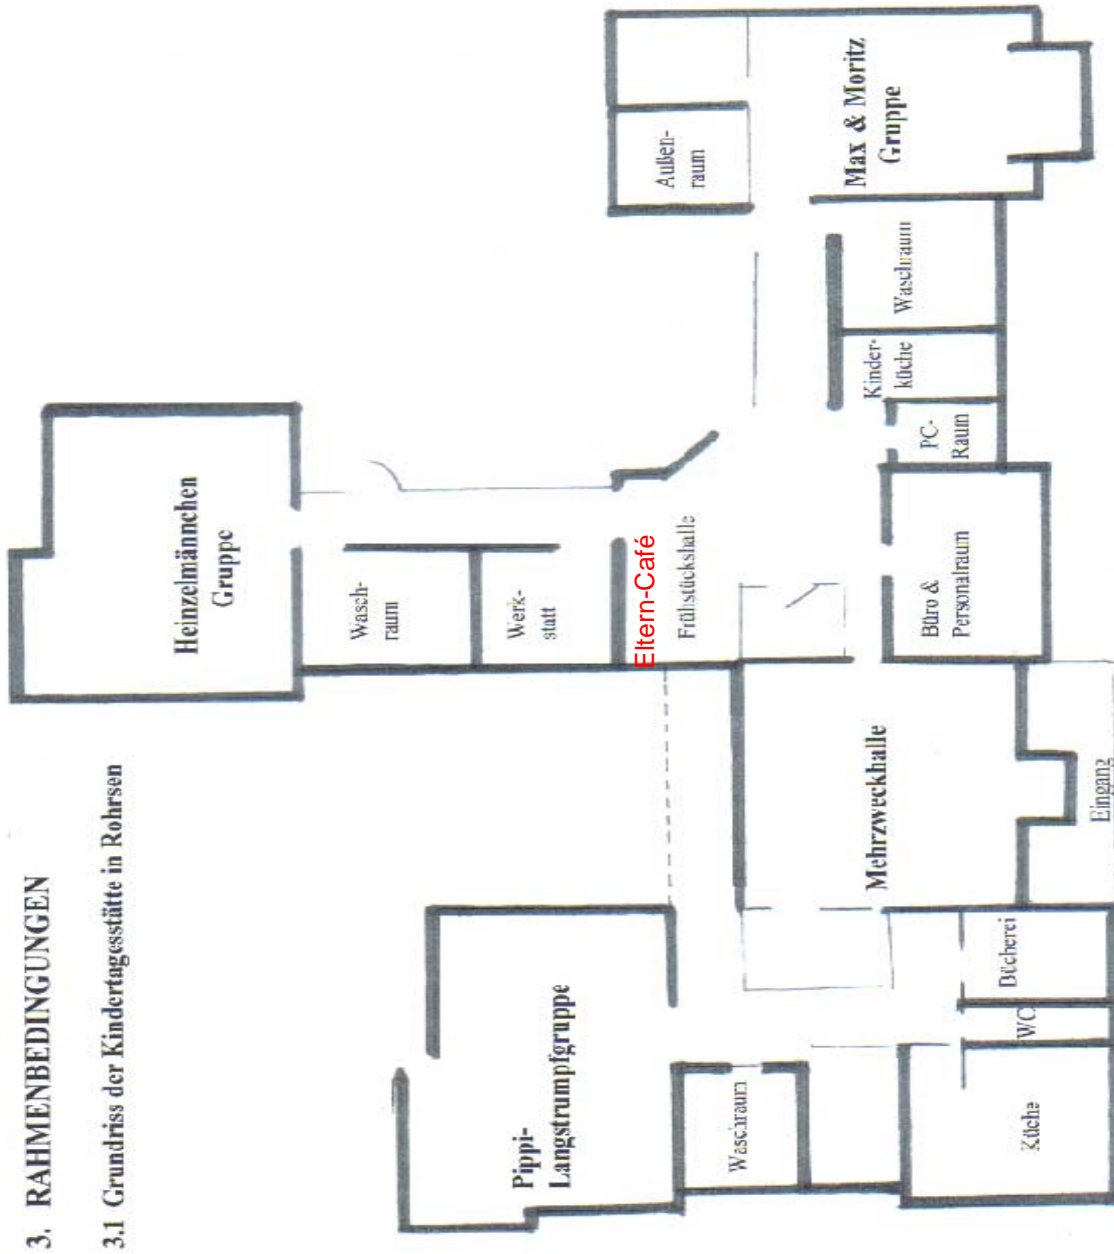 3. RAHMENBEDINGUNGEN
3.1 Grundriss der Kindertagesstätte in Rohrsen
Heinzelmännchen
Gruppe
Wasch-
raum
Werk-
statt
Eltern-Café
Frühstückshalle
Außen-
raum
Max & Moritz
Gruppe
Waschraum
Kinder-
küche
PC-
Raum
Büro &
Personalraum
Mehrzweckhalle
Eingang
Pippi-
Langstrumpfgruppe
Waschraum
Bücherei
WC
Küche